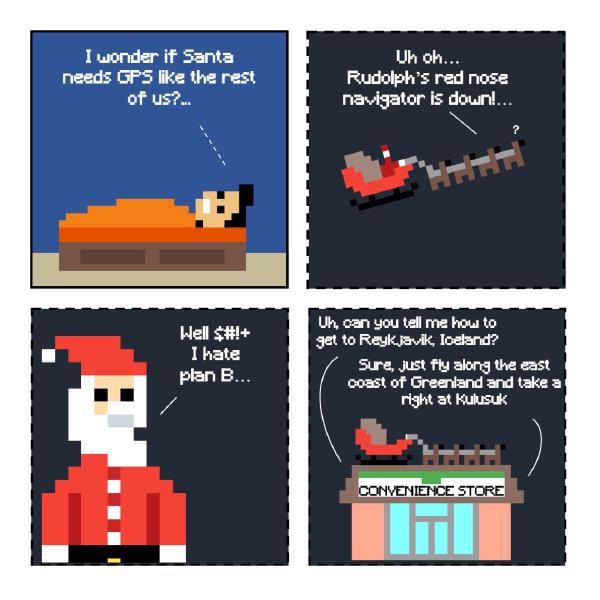 I wonder if Santa
needs GPS like the rest
of us?...
Uh oh...
Rudolph's red nose
navigator is down!...
?
Well $#!+
I hate
plan B...
Uh, can you tell me how to
get to Reykjavik, Iceland?
Sure, just fly along the east
coast of Greenland and take a
right at Kulusuk
CONVENIENCE STORE